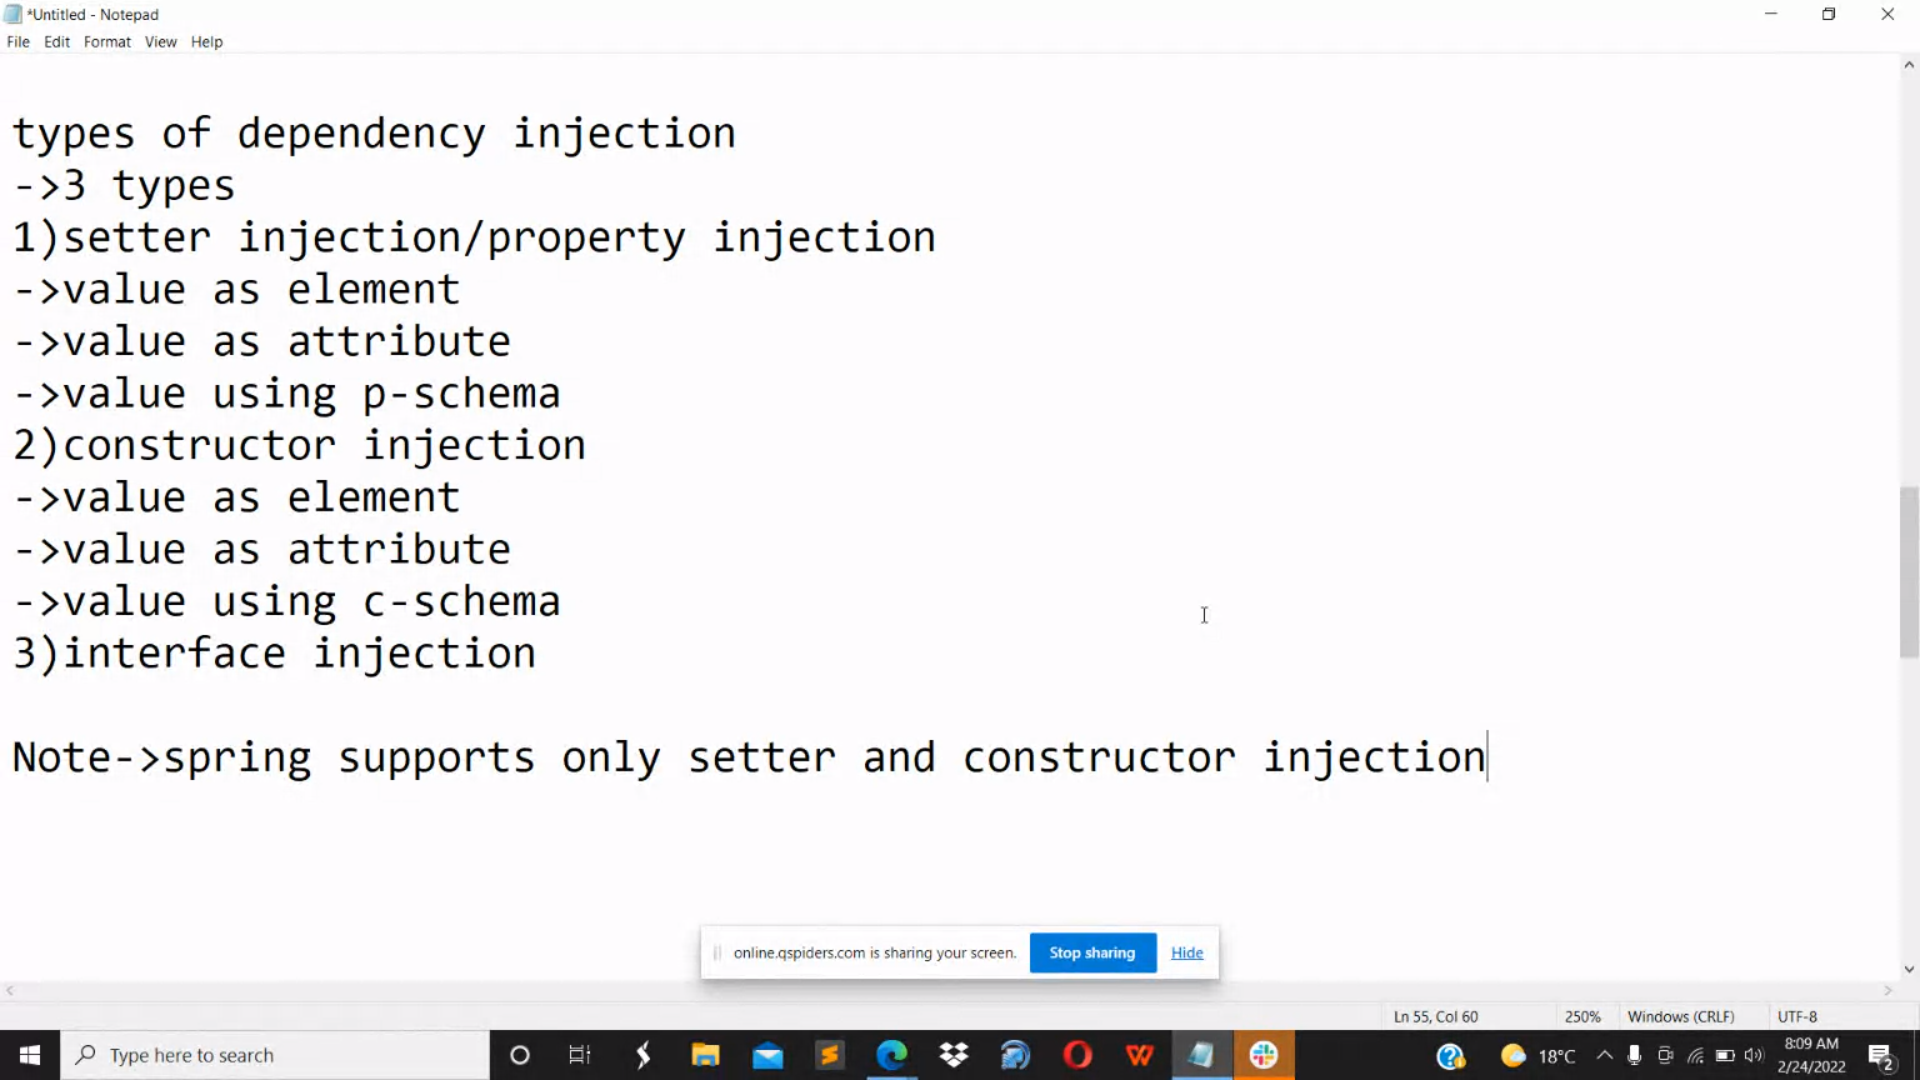 *Untitled - Notepad
File Edit Format View Help
types of dependency injection
->3 types
1)setter injection/property injection
->value as element
->value as attribute
->value using p-schema
2)constructor injection
->value as element
->value as attribute
->value using c-schema
3)interface injection
Note->spring supports only setter and constructor injection
online.qspiders.com is sharing your screen. Stop sharing Hide
Ln 55, Col 60 250% Windows (CRLF) UTF-8
Type here to search
18°C
8:09 AM
2/24/2022
2